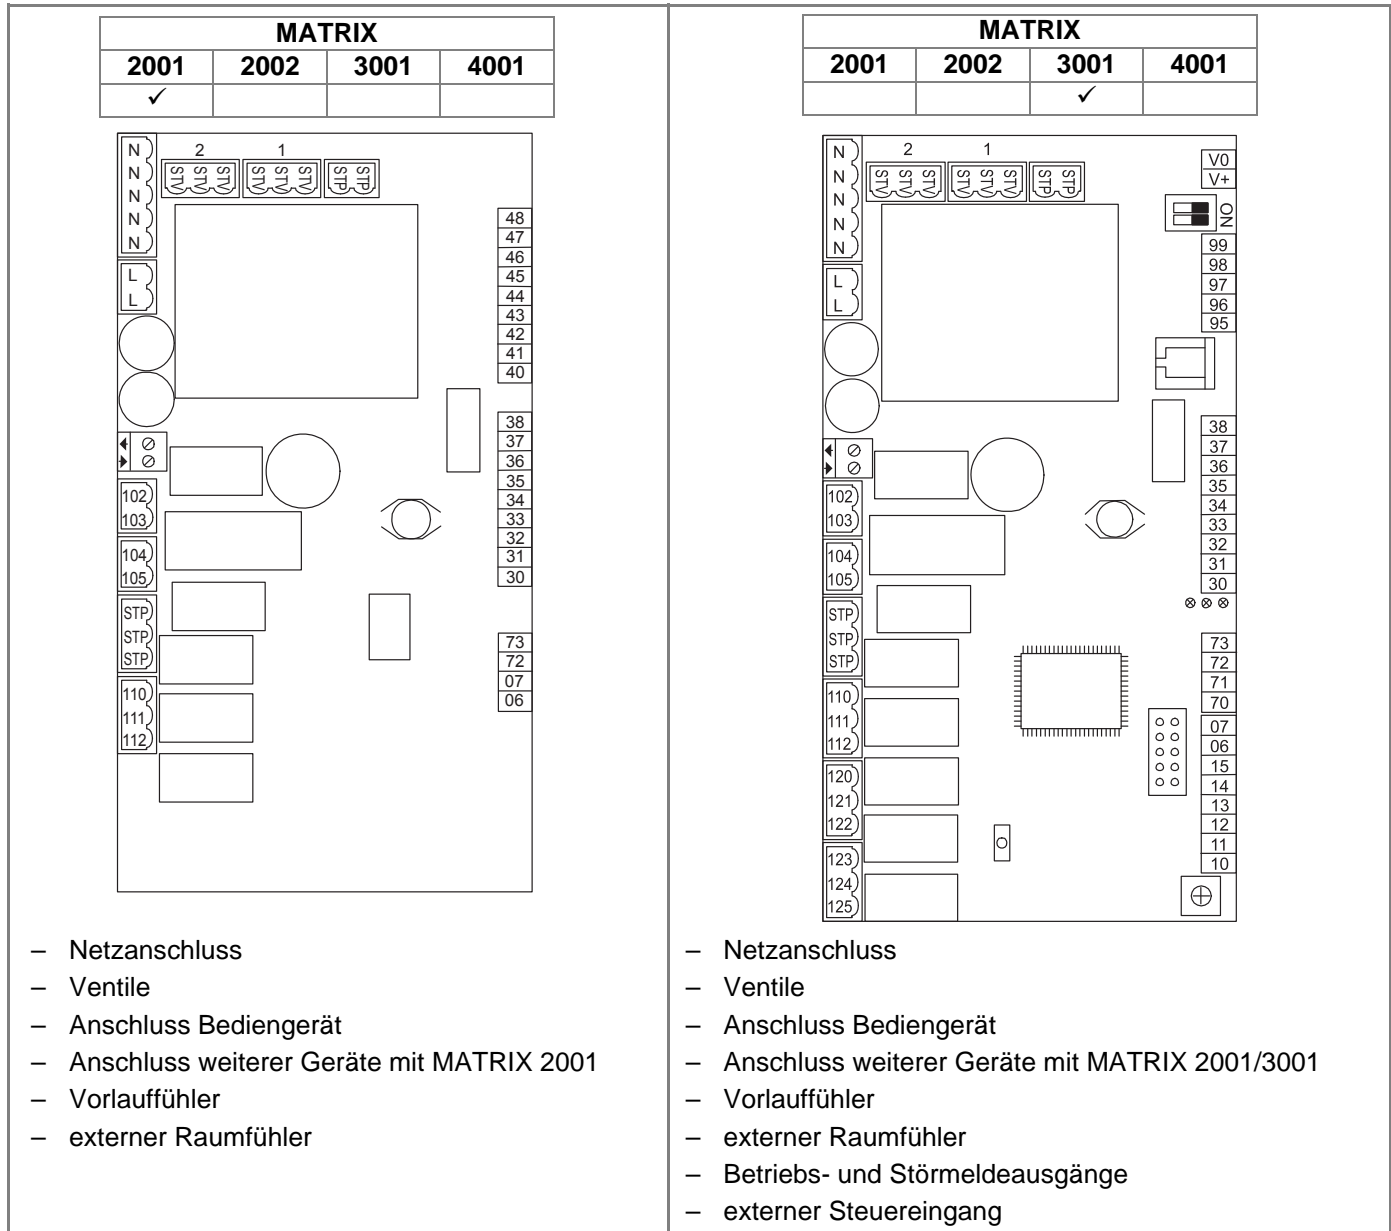 MATRIX
2001 2002 3001 4001
✓
2 1
N
N
N
N
N
STV STV STV STV STV STV STP STP
L
L
48
47
46
45
44
43
42
41
40
38
37
36
35
34
33
32
31
30
102
103
104
105
STP
STP
STP
110
111
112
73
72
07
06
– Netzanschluss
– Ventile
– Anschluss Bediengerät
– Anschluss weiterer Geräte mit MATRIX 2001
– Vorlauffühler
– externer Raumfühler
MATRIX
2001 2002 3001 4001
✓
2 1
N
N
N
N
N
STV STV STV STV STV STV STP STP
L
L
V0
V+
ON
99
98
97
96
95
38
37
36
35
34
33
32
31
30
102
103
104
105
STP
STP
STP
110
111
112
120
121
122
123
124
125
73
72
71
70
07
06
15
14
13
12
11
10
– Netzanschluss
– Ventile
– Anschluss Bediengerät
– Anschluss weiterer Geräte mit MATRIX 2001/3001
– Vorlauffühler
– externer Raumfühler
– Betriebs- und Störmeldeausgänge
– externer Steuereingang